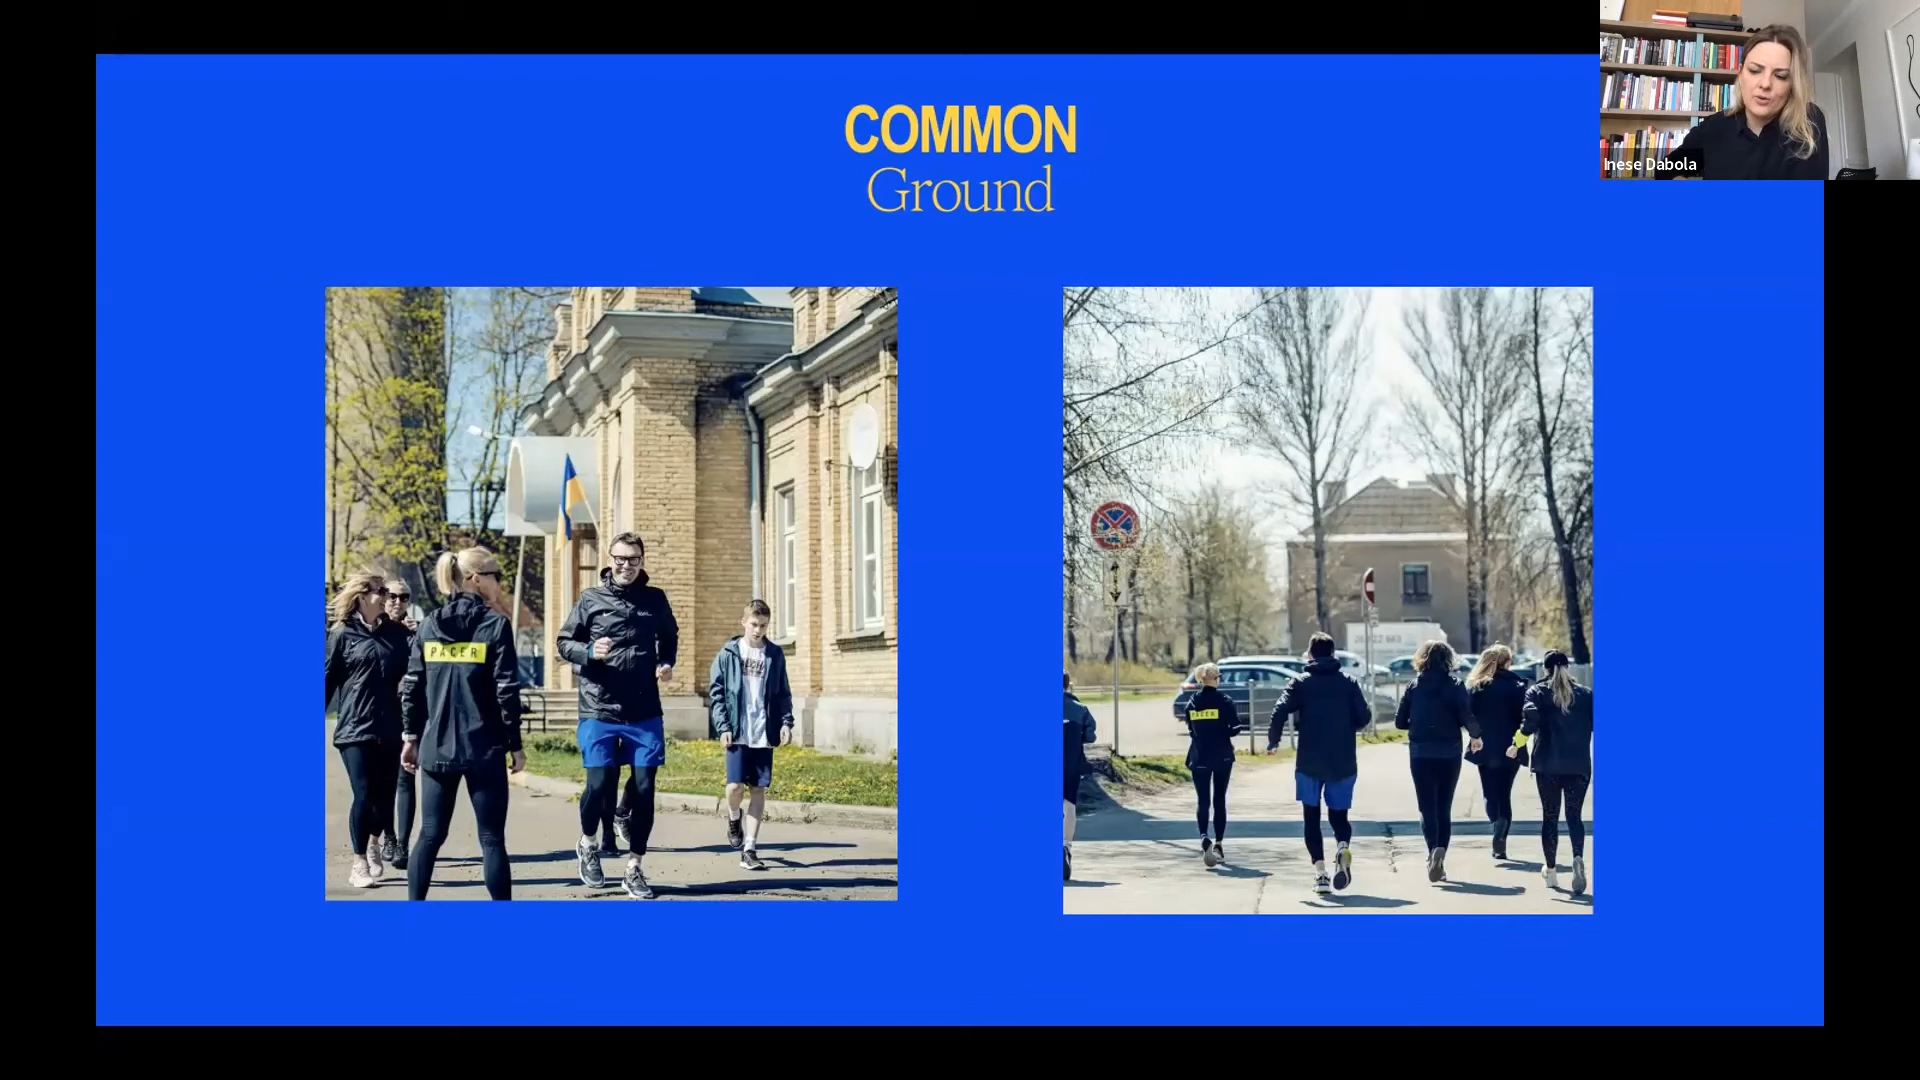 COMMON
Ground
Inese Dabola
PACER
PACER